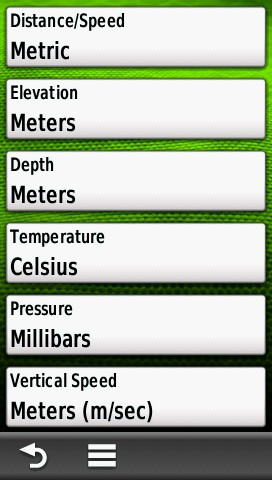 Distance/Speed
Metric
Elevation
Meters
Depth
Meters
Temperature
Celsius
Pressure
Millibars
Vertical Speed
Meters (m/sec)